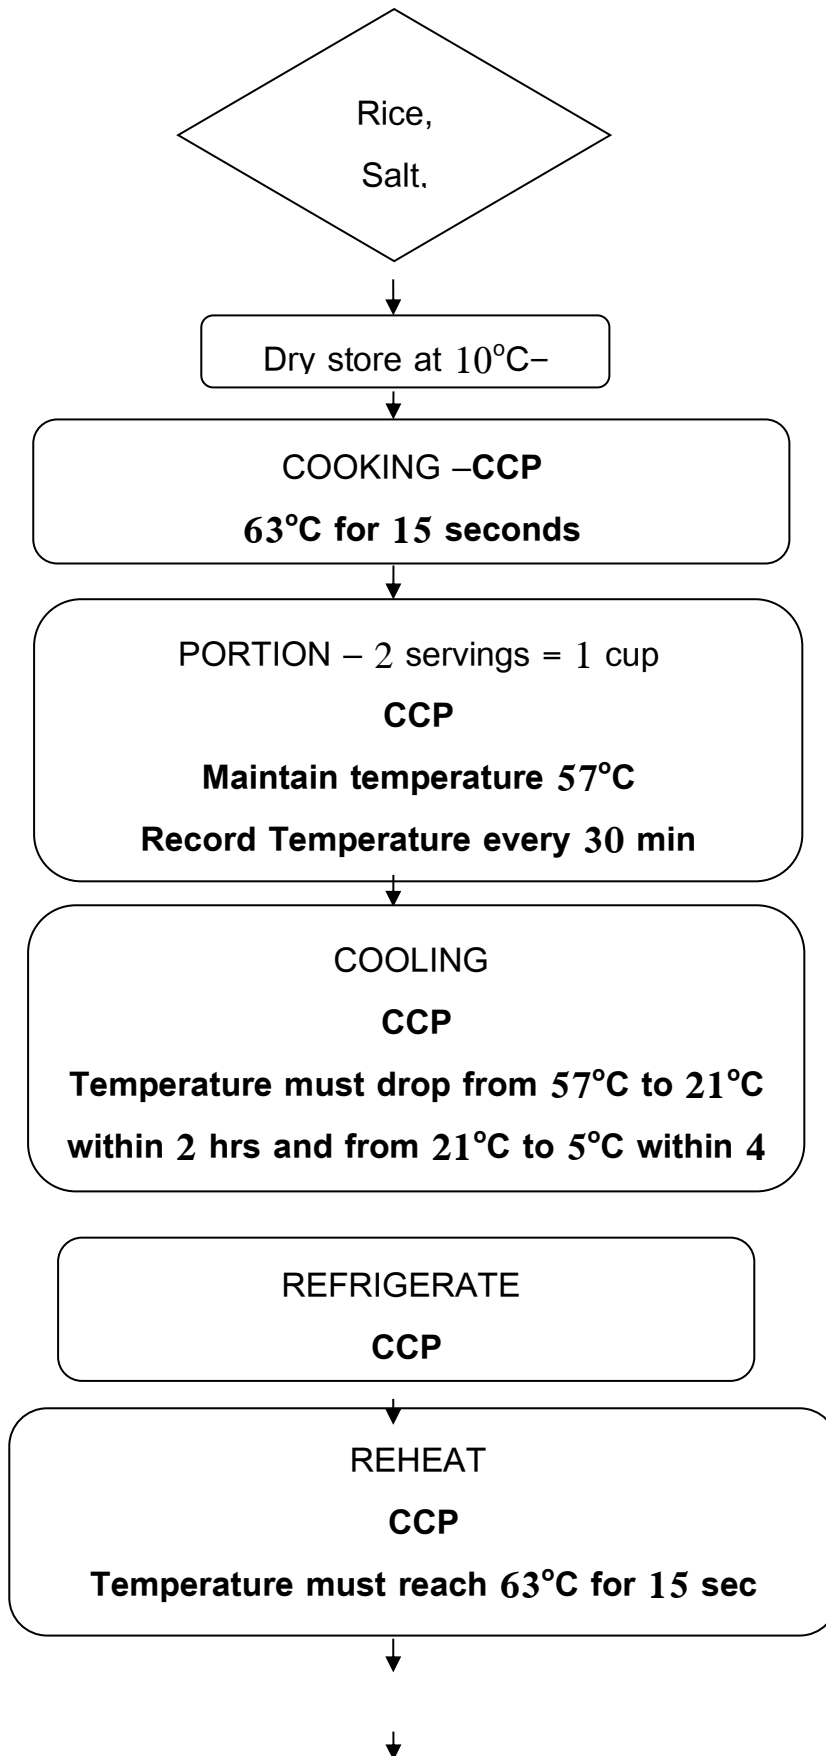 Rice,
Salt,
Dry store at 10°C–
COOKING –CCP
63°C for 15 seconds
PORTION – 2 servings = 1 cup
CCP
Maintain temperature 57°C
Record Temperature every 30 min
COOLING
CCP
Temperature must drop from 57°C to 21°C
within 2 hrs and from 21°C to 5°C within 4
REFRIGERATE
CCP
REHEAT
CCP
Temperature must reach 63°C for 15 sec